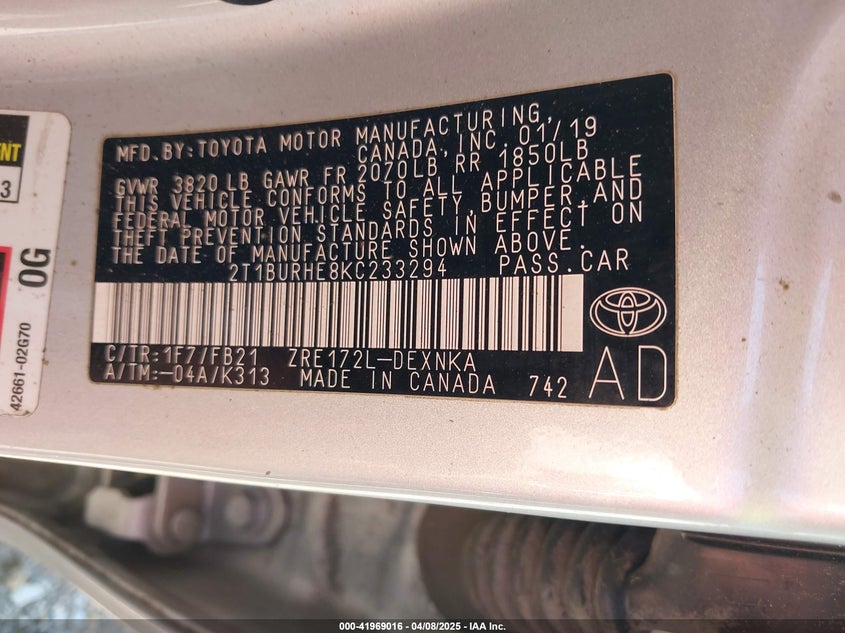 MFD. BY: TOYOTA MOTOR MANUFACTURING,
CANADA, INC. 01/19
GVWR 3820 LB GAWR FR 2070LB RR 1850LB
THIS VEHICLE CONFORMS TO ALL APPLICABLE
FEDERAL MOTOR VEHICLE SAFETY, BUMPER, AND
THEFT PREVENTION STANDARDS IN EFFECT ON
THE DATE OF MANUFACTURE SHOWN ABOVE.
2T1BURHE8KC233294 PASS. CAR
C/TR: 1F7/FB21 ZRE172L-DEXNKA
A/TM: -04A/K313 MADE IN CANADA 742
AD
3
0G
42661-02G70
000-41969016 | 04/08/2025 - IAA Inc.